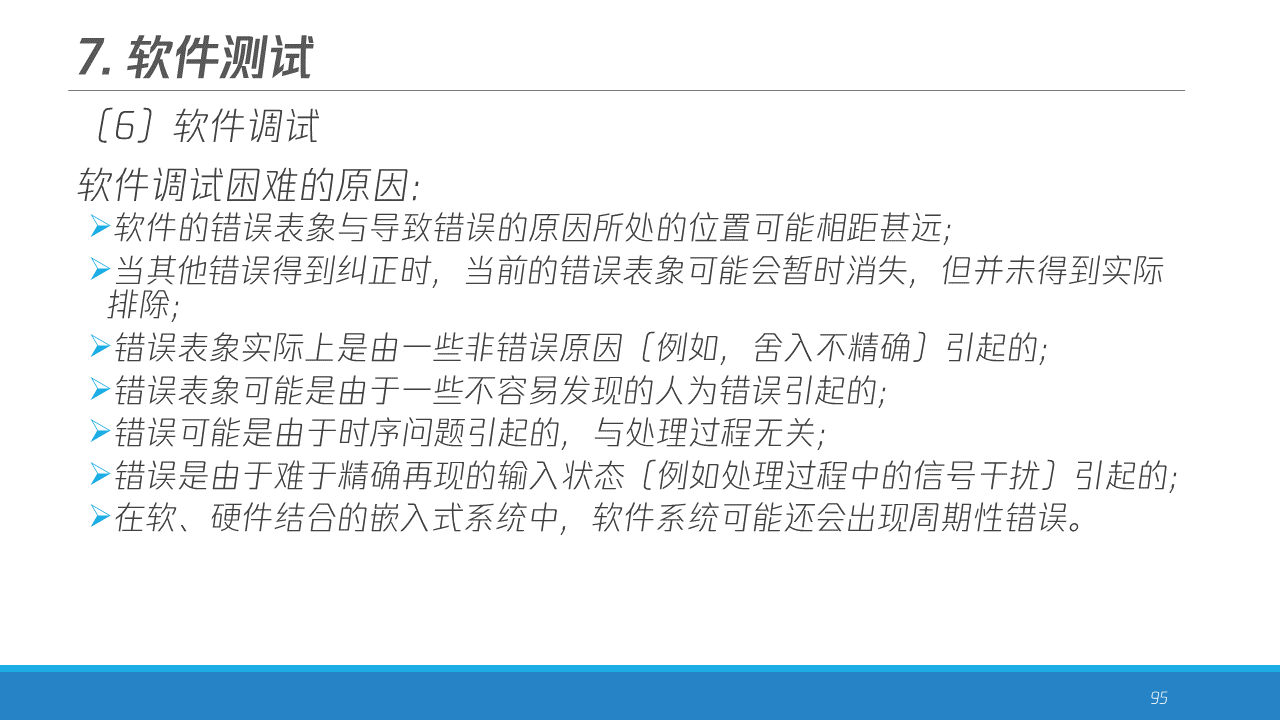 7. 软件测试
（6）软件调试
软件调试困难的原因:
软件的错误表象与导致错误的原因所处的位置可能相距甚远;
当其他错误得到纠正时，当前的错误表象可能会暂时消失，但并未得到实际
排除;
错误表象实际上是由一些非错误原因（例如，舍入不精确）引起的;
错误表象可能是由于一些不容易发现的人为错误引起的;
错误可能是由于时序问题引起的，与处理过程无关;
错误是由于难于精确再现的输入状态（例如处理过程中的信号干扰）引起的;
在软、硬件结合的嵌入式系统中，软件系统可能还会出现周期性错误。
95